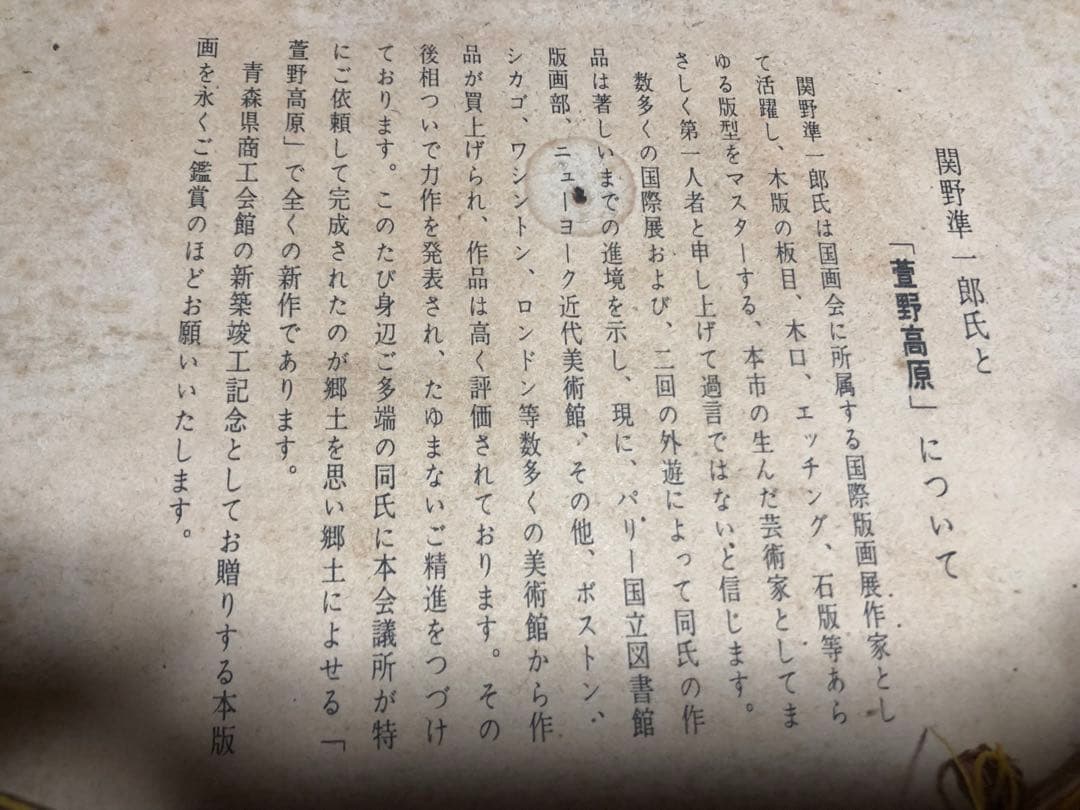 関野準一郎氏と
「萱野高原」について
関野準一郎氏は国画会に所属する国際版画展作家とし
て活躍し、木版の板目、木口、エッチング、石版等あら
ゆる版型をマスターする、本市の生んだ芸術家としてま
さしく第一人者と申し上げて過言ではないと信じます。
数多くの国際展および、二回の外遊によって同氏の作
品は著しいまでの進境を示し、現に、パリー国立図書館
版画部、ニューヨーク近代美術館、その他、ボストン、
シカゴ、ワシントン、ロンドン等数多くの美術館から作
品が買上げられ、作品は高く評価されております。その
後相ついで力作を発表され、たゆまないご精進をつづけ
ております。このたび身辺ご多端の同氏に本会議所が特
にご依頼して完成されたのが郷土を思い郷土によせる「
萱野高原」で全くの新作であります。
青森県商工会館の新築竣工記念としてお贈りする本版
画を永くご鑑賞のほどお願いいたします。